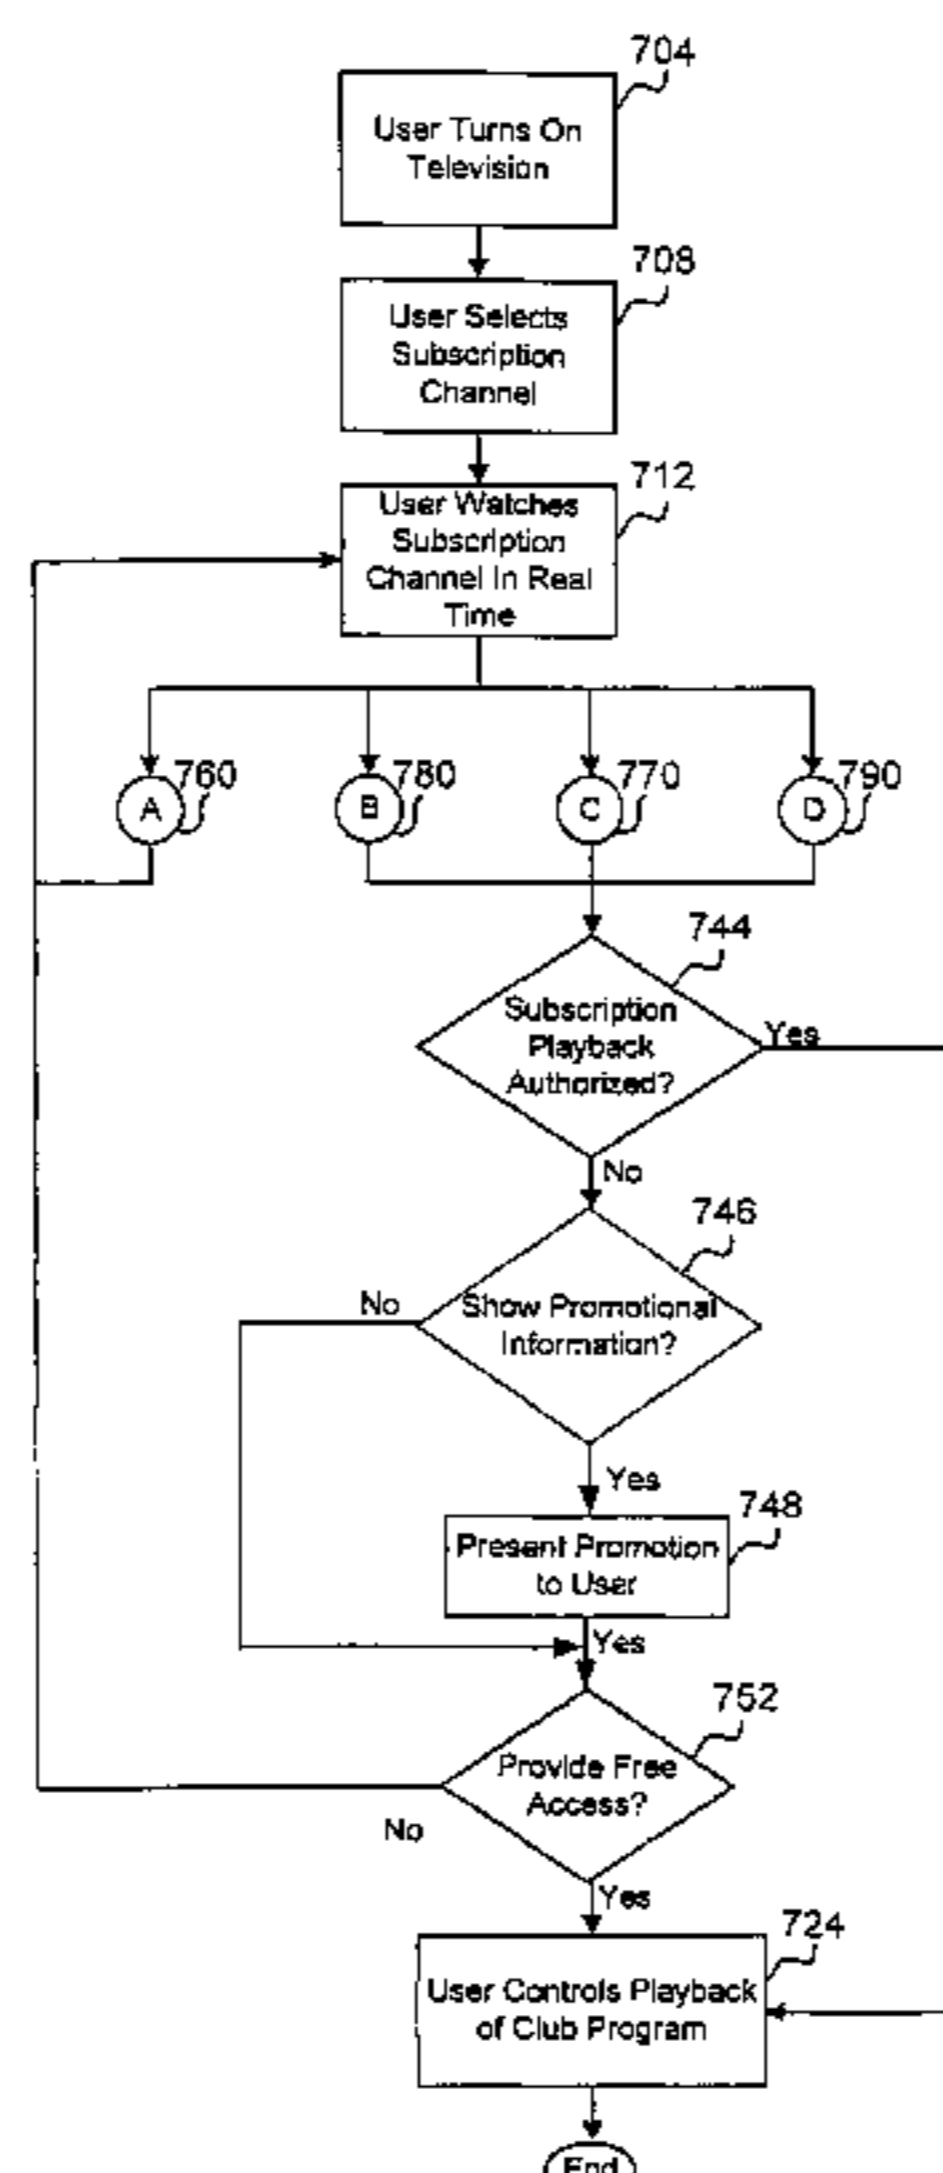 704
User Turns On
Television
708
User Selects
Subscription
Channel
712
User Watches
Subscription
Channel In Real
Time
760
780
770
790
A
B
C
D
744
Subscription
Playback
Authorized?
Yes
No
746
No
Show Promotional
Information?
Yes
748
Present Promotion
to User
Yes
752
Provide Free
Access?
No
Yes
724
User Controls Playback
of Club Program
End